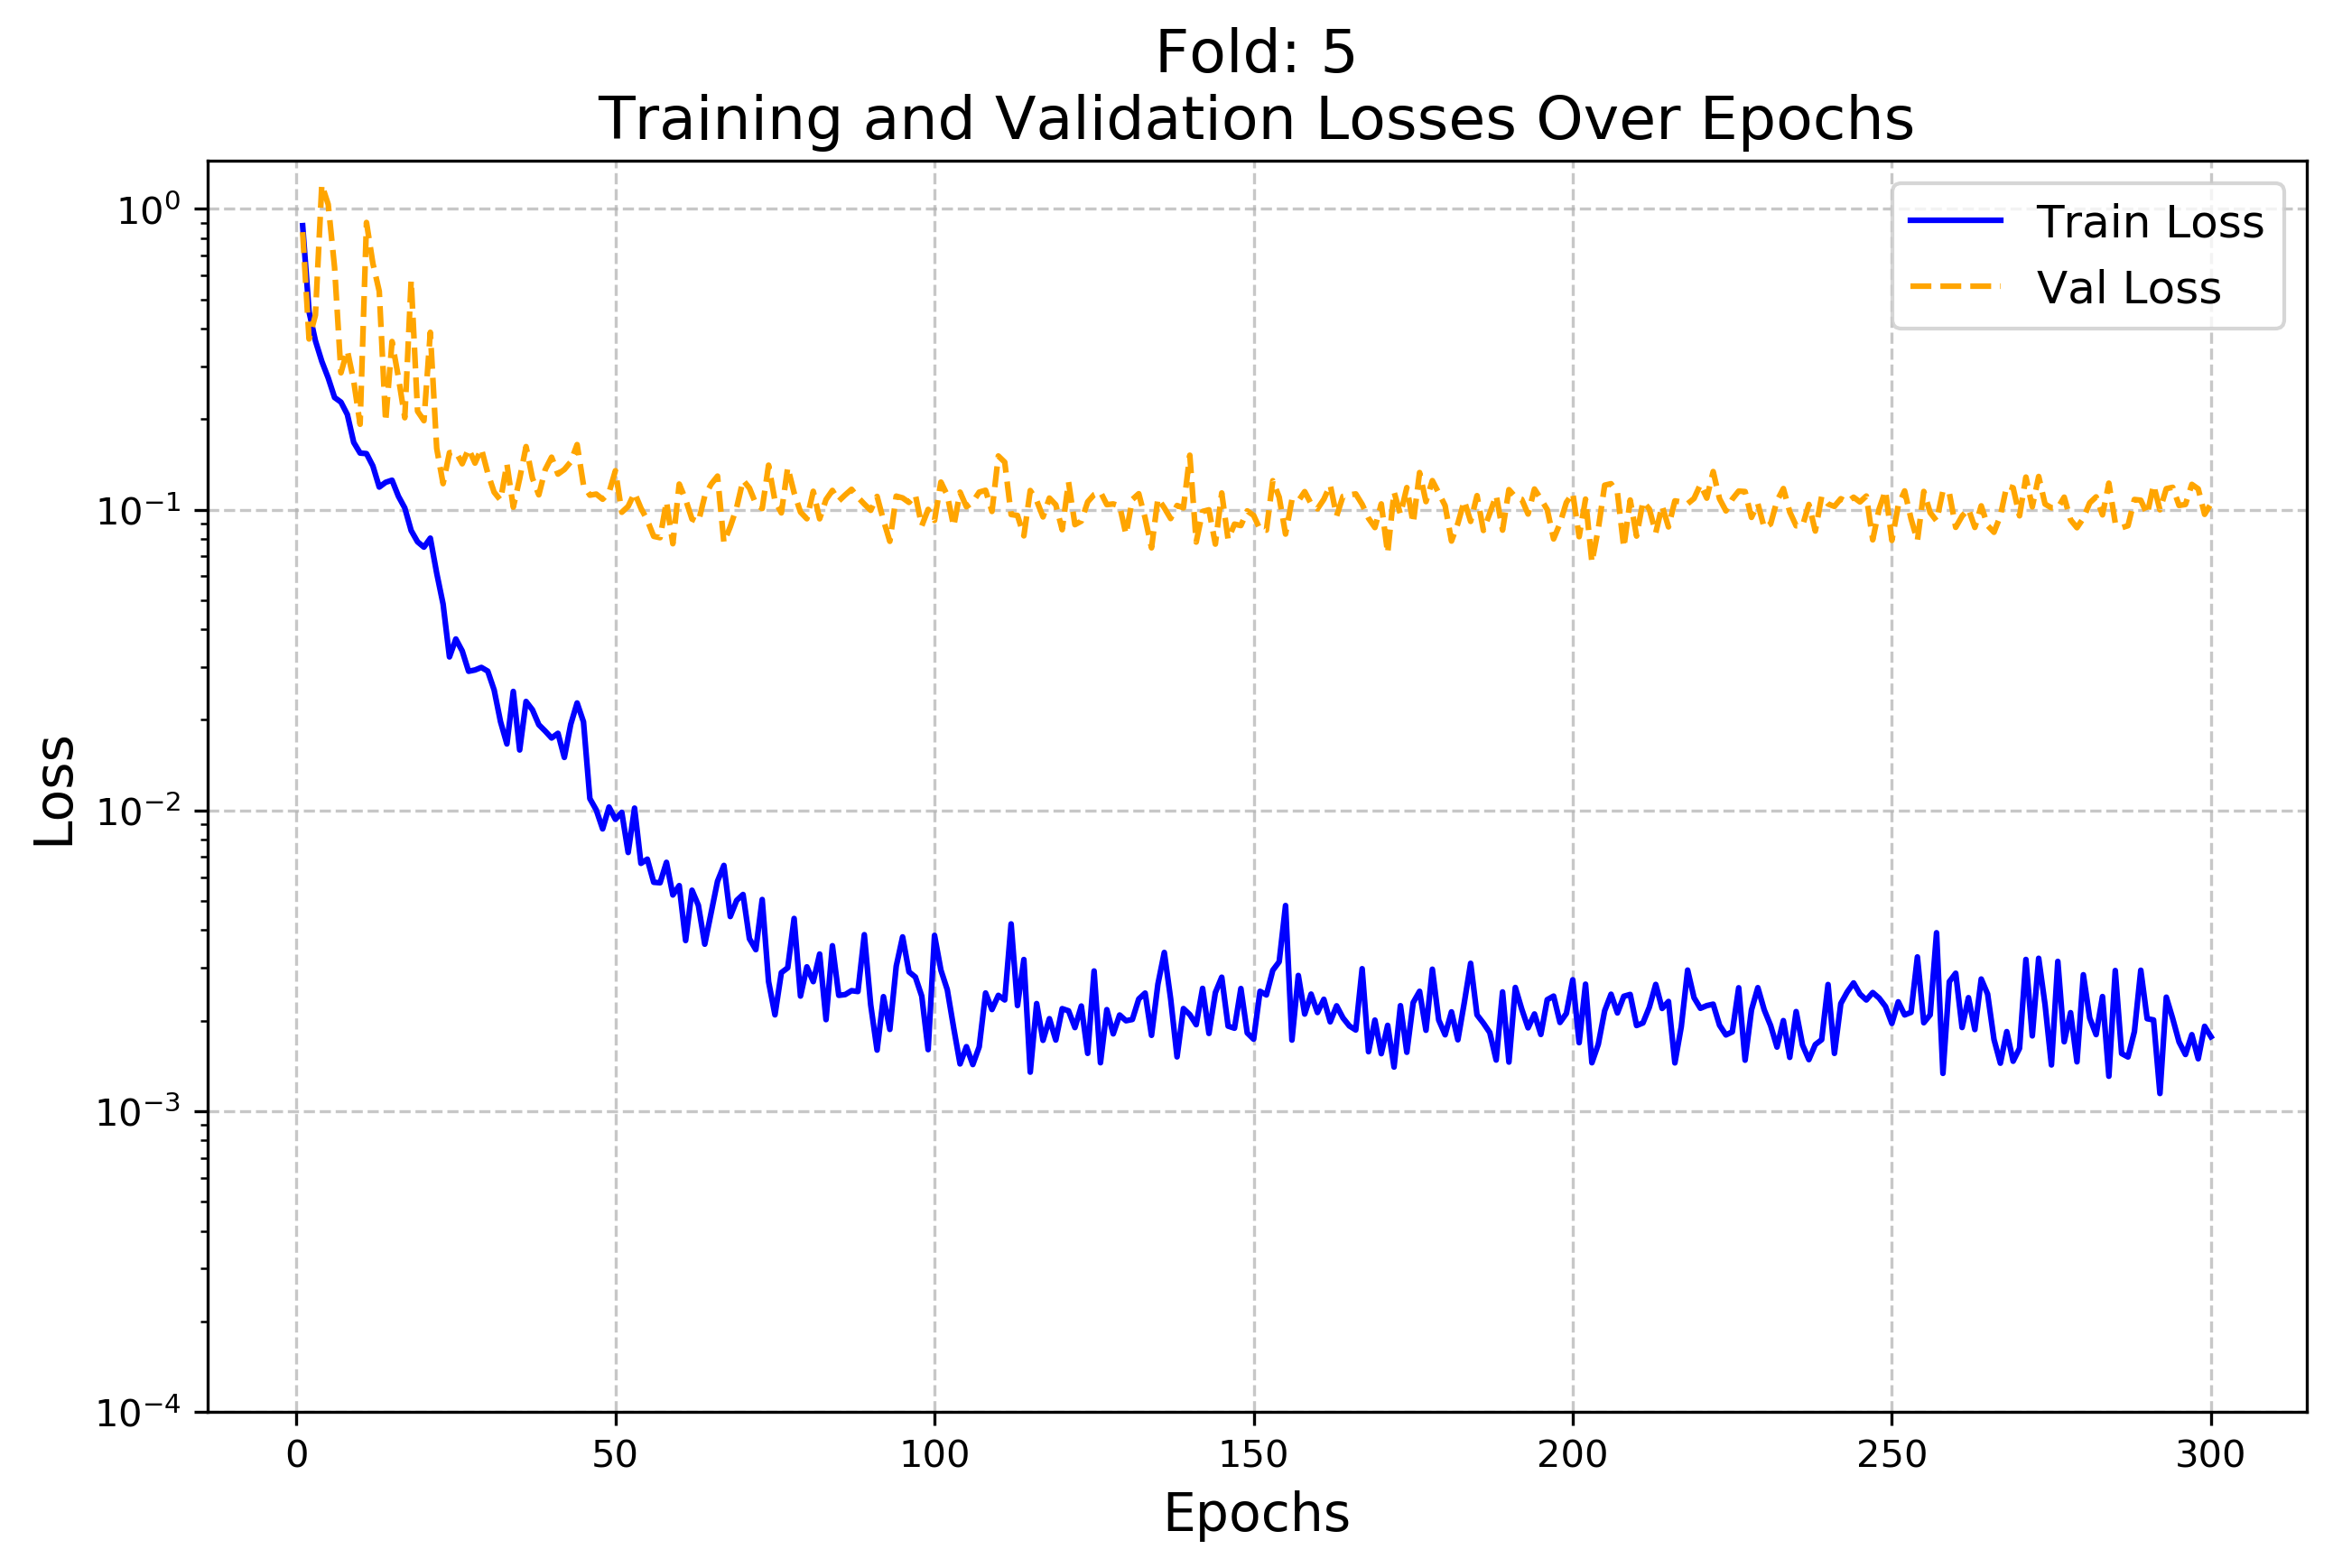 Fold: 5
Training and Validation Losses Over Epochs
Train Loss
Val Loss
10⁰
10⁻¹
10⁻²
10⁻³
10⁻⁴
Loss
0 50 100 150 200 250 300
Epochs